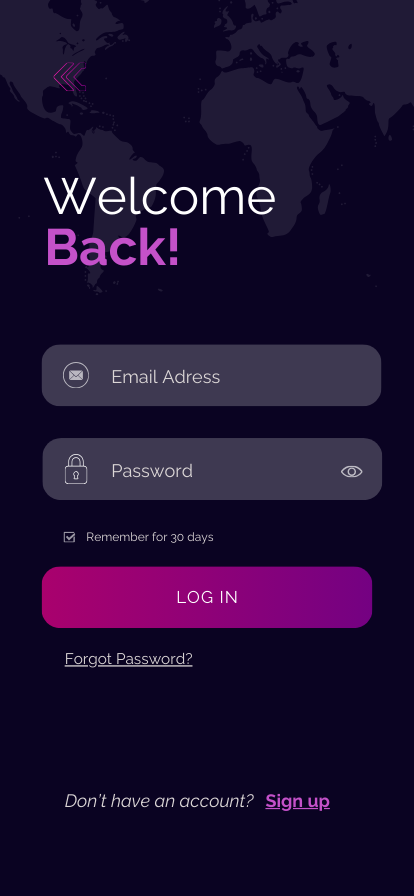 Welcome
Back!
Email Adress
Password
Remember for 30 days
LOG IN
Forgot Password?
Don't have an account? Sign up